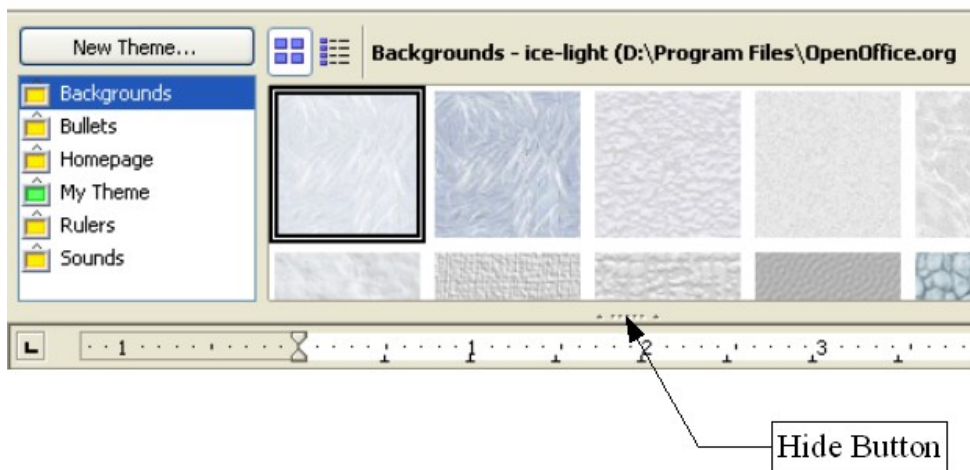 New Theme...
Backgrounds - ice-light (D:\Program Files\OpenOffice.org
Backgrounds
Bullets
Homepage
My Theme
Rulers
Sounds
1 1 2 3
Hide Button